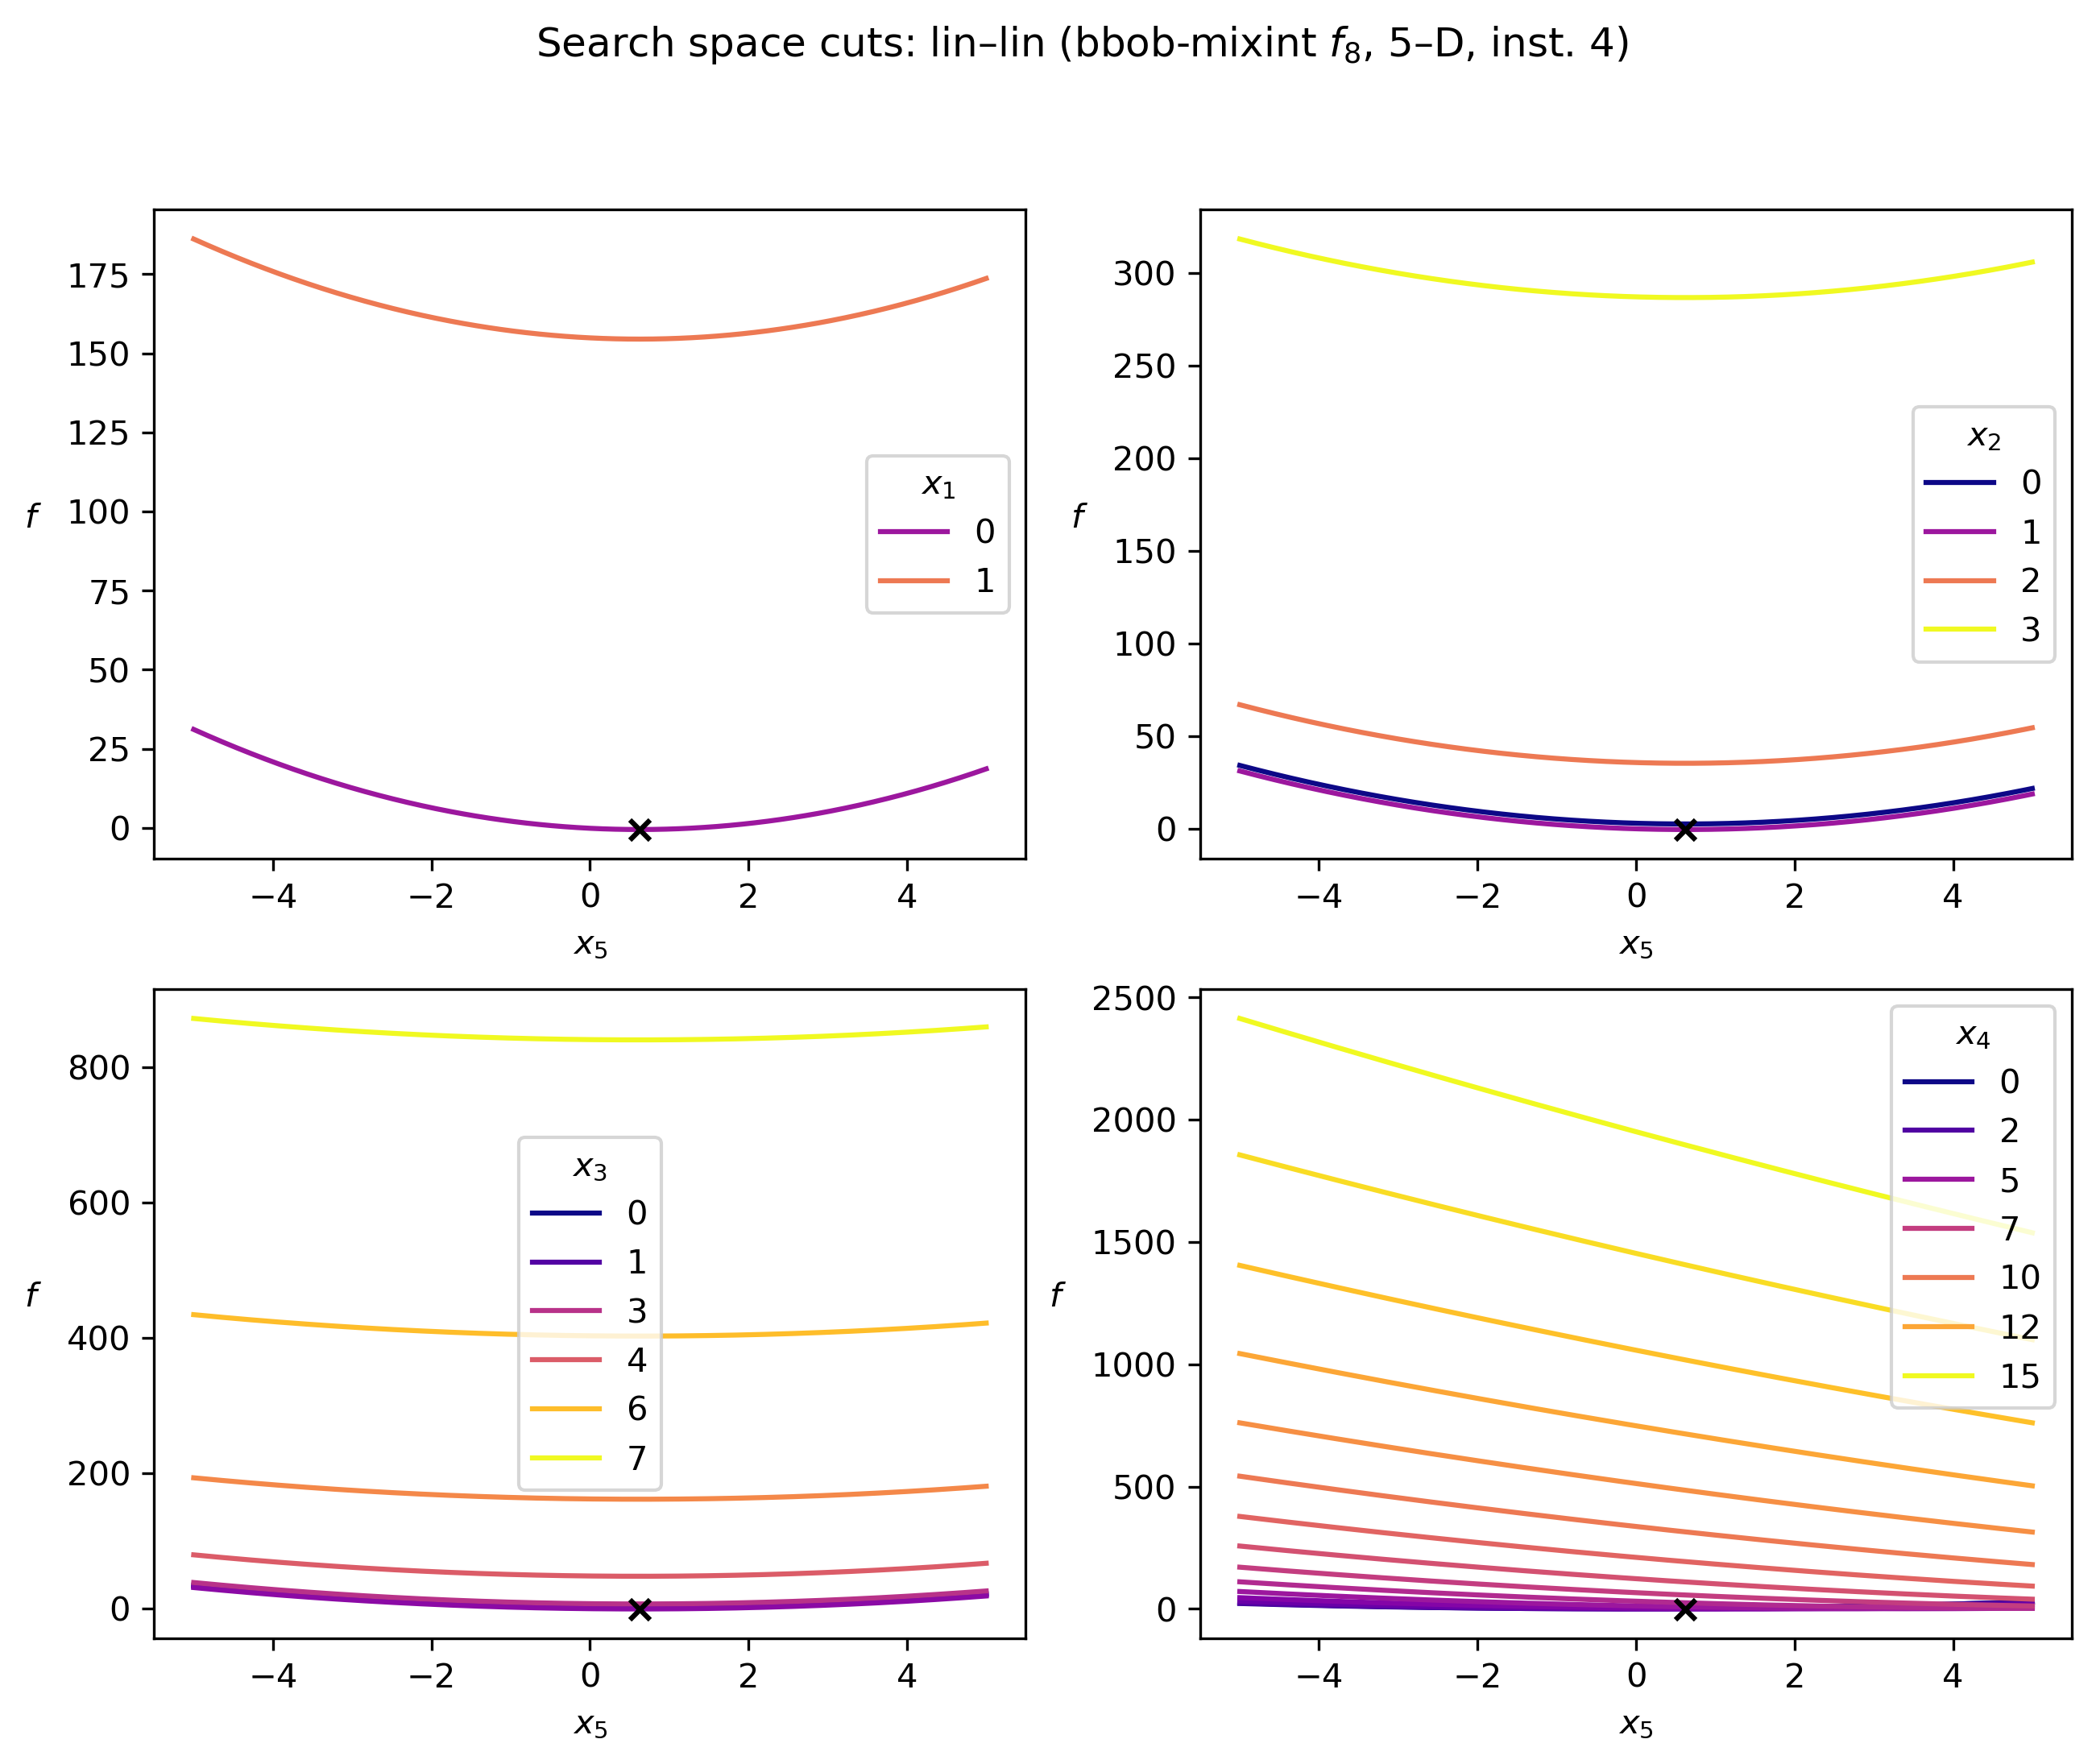 Search space cuts: lin–lin (bbob-mixint f₈, 5–D, inst. 4)
175
150
125
100
75
50
25
0
f
−4 −2 0 2 4
x₅
x₁
0
1
300
250
200
150
100
50
0
f
−4 −2 0 2 4
x₅
x₂
0
1
2
3
800
600
400
200
0
f
−4 −2 0 2 4
x₅
x₃
0
1
3
4
6
7
2500
2000
1500
1000
500
0
f
−4 −2 0 2 4
x₅
x₄
0
2
5
7
10
12
15